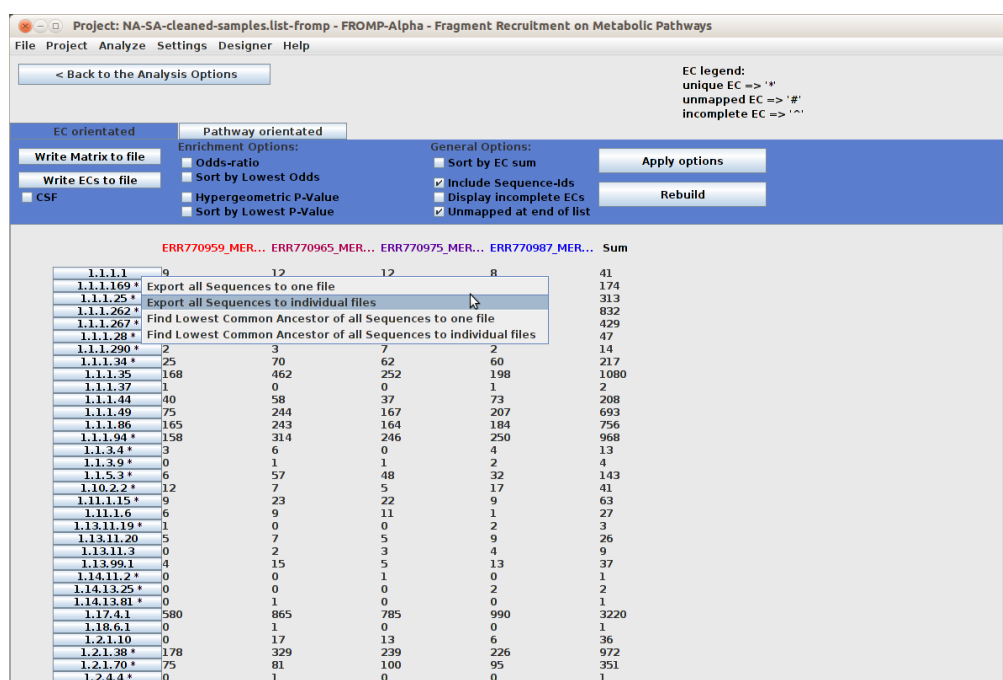 Project: NA-SA-cleaned-samples.list-fromp - FROMP-Alpha - Fragment Recruitment on Metabolic Pathways
File Project Analyze Settings Designer Help
< Back to the Analysis Options
EC legend:
unique EC => '*'
unmapped EC => '#'
incomplete EC => '^'
EC orientated Pathway orientated
Enrichment Options: General Options:
Write Matrix to file Odds-ratio Sort by EC sum Apply options
Write ECs to file Sort by Lowest Odds Include Sequence-Ids
CSF Hypergeometric P-Value Display incomplete ECs Rebuild
Sort by Lowest P-Value Unmapped at end of list
ERR770959_MER... ERR770965_MER... ERR770975_MER... ERR770987_MER... Sum
1.1.1.1 9 12 12 8 41
1.1.1.169 * Export all Sequences to one file 174
1.1.1.25 * Export all Sequences to individual files 313
1.1.1.262 * 832
1.1.1.267 * Find Lowest Common Ancestor of all Sequences to one file 429
1.1.1.28 * Find Lowest Common Ancestor of all Sequences to individual files 47
1.1.1.290 * 2 3 7 2 14
1.1.1.34 * 25 70 62 60 217
1.1.1.35 168 462 252 198 1080
1.1.1.37 1 0 0 1 2
1.1.1.44 40 58 37 73 208
1.1.1.49 75 244 167 207 693
1.1.1.86 165 243 164 184 756
1.1.1.94 * 158 314 246 250 968
1.1.3.4 * 3 6 0 4 13
1.1.3.9 * 0 1 1 2 4
1.1.5.3 * 6 57 48 32 143
1.10.2.2 * 12 7 5 17 41
1.11.1.15 * 9 23 22 9 63
1.11.1.6 6 9 11 1 27
1.13.11.19 * 1 0 0 2 3
1.13.11.20 5 7 5 9 26
1.13.11.3 0 2 3 4 9
1.13.99.1 4 15 5 13 37
1.14.11.2 * 0 0 1 0 1
1.14.13.25 * 0 0 0 2 2
1.14.13.81 * 0 1 0 0 1
1.17.4.1 580 865 785 990 3220
1.18.6.1 0 1 0 0 1
1.2.1.10 0 17 13 6 36
1.2.1.38 * 178 329 239 226 972
1.2.1.70 * 75 81 100 95 351
1.2.4.4 * 0 1 0 0 1